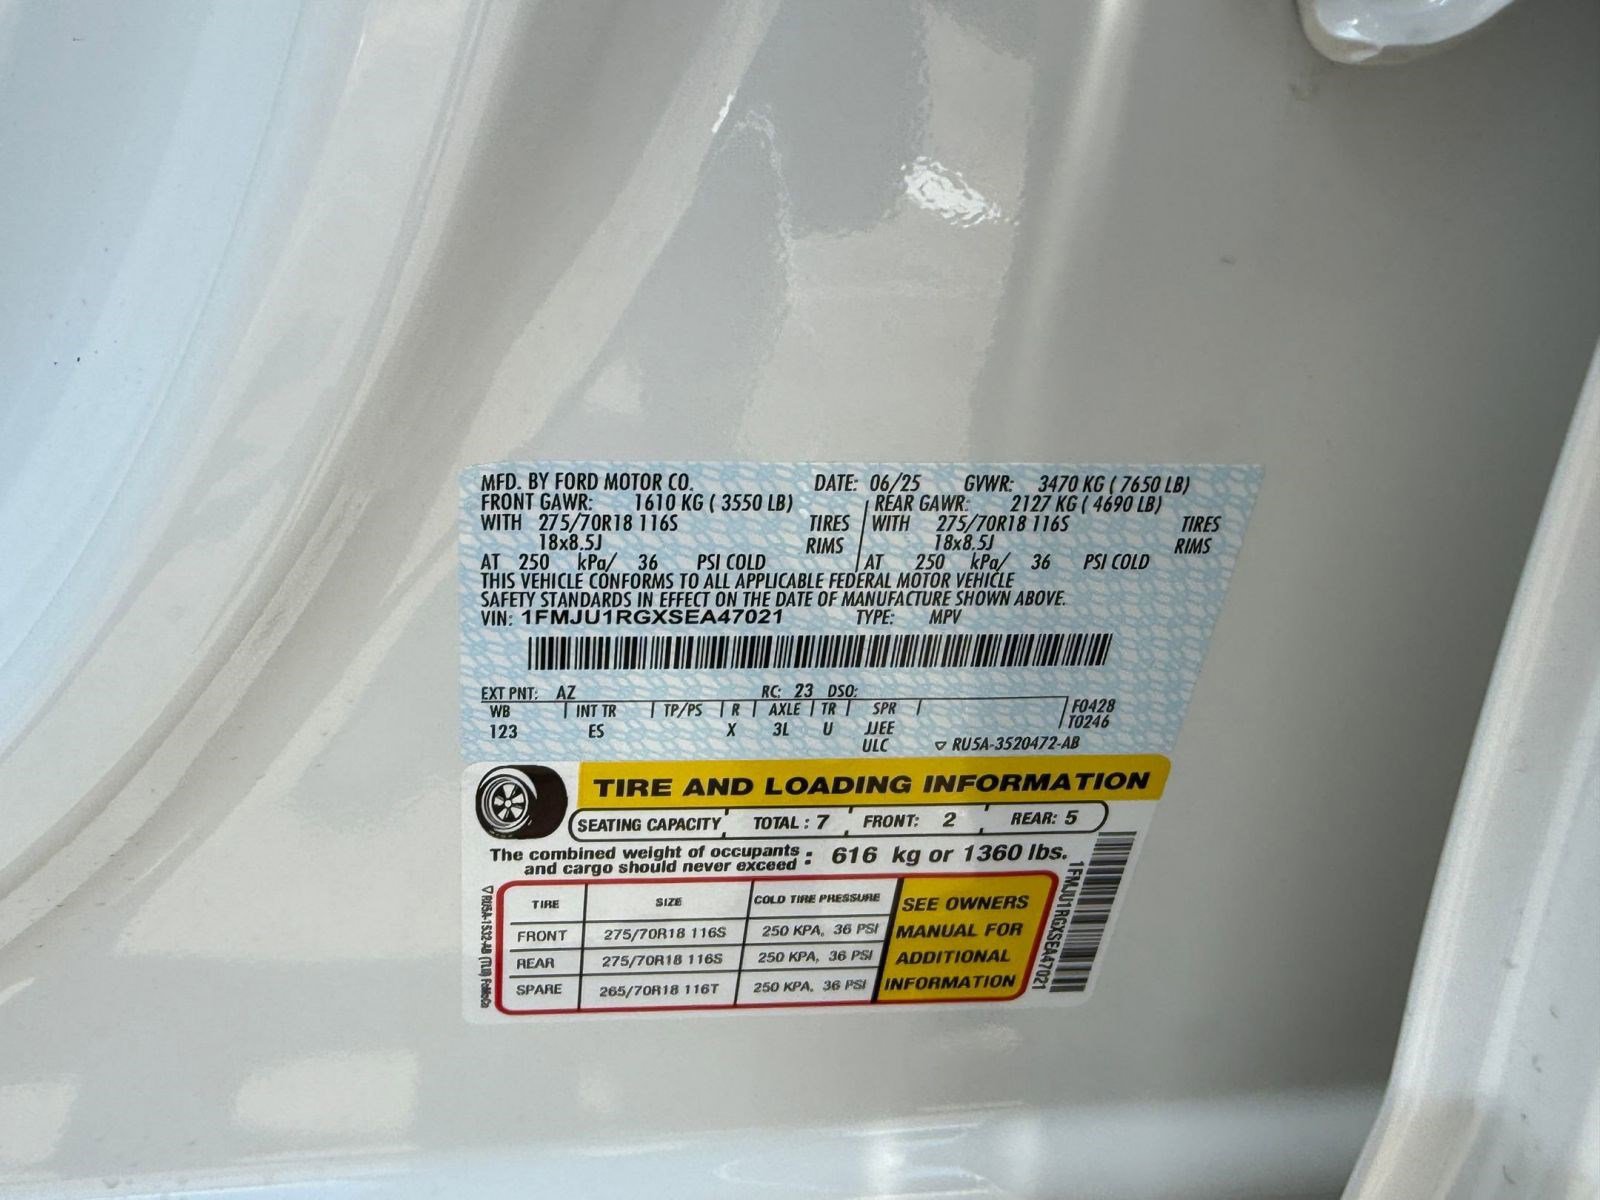 MFD. BY FORD MOTOR CO. DATE: 06/25 GVWR: 3470 KG ( 7650 LB)
FRONT GAWR: 1610 KG ( 3550 LB) REAR GAWR: 2127 KG ( 4690 LB)
WITH 275/70R18 116S TIRES WITH 275/70R18 116S TIRES
18x8.5J RIMS 18x8.5J RIMS
AT 250 kPa/ 36 PSI COLD AT 250 kPa/ 36 PSI COLD
THIS VEHICLE CONFORMS TO ALL APPLICABLE FEDERAL MOTOR VEHICLE
SAFETY STANDARDS IN EFFECT ON THE DATE OF MANUFACTURE SHOWN ABOVE.
VIN: 1FMJU1RGXSEA47021 TYPE: MPV
EXT PNT: AZ RC: 23 DSO:
WB INT TR TP/PS R AXLE TR SPR F0428
123 ES X 3L U JJEE T0246
ULC RU5A-3520472-AB
TIRE AND LOADING INFORMATION
SEATING CAPACITY TOTAL : 7 FRONT: 2 REAR: 5
The combined weight of occupants
and cargo should never exceed : 616 kg or 1360 lbs.
TIRE SIZE COLD TIRE PRESSURE
FRONT 275/70R18 116S 250 KPA, 36 PSI
REAR 275/70R18 116S 250 KPA, 36 PSI
SPARE 265/70R18 116T 250 KPA, 36 PSI
SEE OWNERS
MANUAL FOR
ADDITIONAL
INFORMATION
1FMJU1RGXSEA47021
RU5A-1532-AB (TLU) FoMoCo